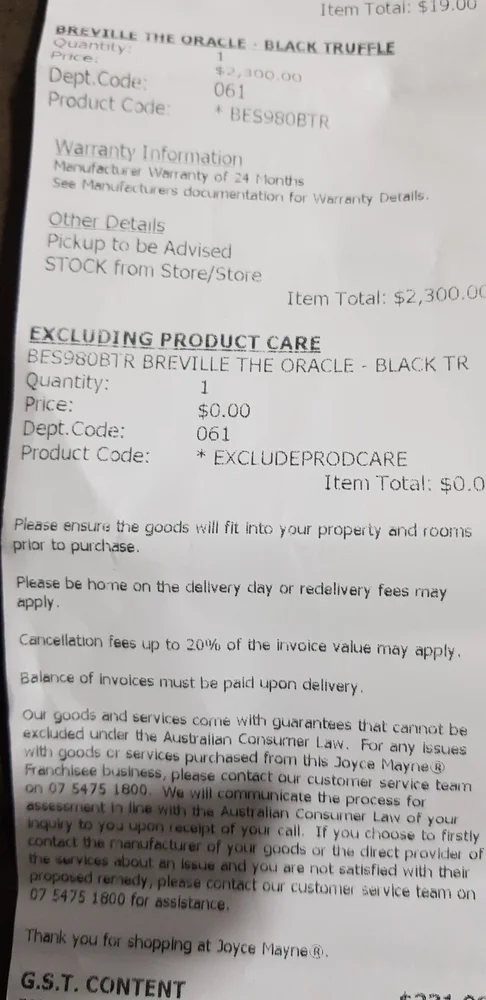 Item Total: $19.00
BREVILLE THE ORACLE - BLACK TRUFFLE
Quantity: 1
Price: $2,300.00
Dept.Code: 061
Product Code: * BES980BTR
Warranty Information
Manufacturer Warranty of 24 Months
See Manufacturers documentation for Warranty Details.
Other Details
Pickup to be Advised
STOCK from Store/Store
Item Total: $2,300.00
EXCLUDING PRODUCT CARE
BES980BTR BREVILLE THE ORACLE - BLACK TR
Quantity: 1
Price: $0.00
Dept.Code: 061
Product Code: * EXCLUDEPRODCARE
Item Total: $0.0
Please ensure the goods will fit into your property and rooms
prior to purchase.
Please be home on the delivery day or redelivery fees may
apply.
Cancellation fees up to 20% of the invoice value may apply.
Balance of invoices must be paid upon delivery.
Our goods and services come with guarantees that cannot be
excluded under the Australian Consumer Law. For any issues
with goods or services purchased from this Joyce Mayne®
Franchisee business, please contact our customer service team
on 07 5475 1800. We will communicate the process for
assessment in line with the Australian Consumer Law of your
inquiry to you upon receipt of your call. If you choose to firstly
contact the manufacturer of your goods or the direct provider of
the services about an issue and you are not satisfied with their
proposed remedy, please contact our customer service team on
07 5475 1800 for assistance.
Thank you for shopping at Joyce Mayne®.
G.S.T. CONTENT